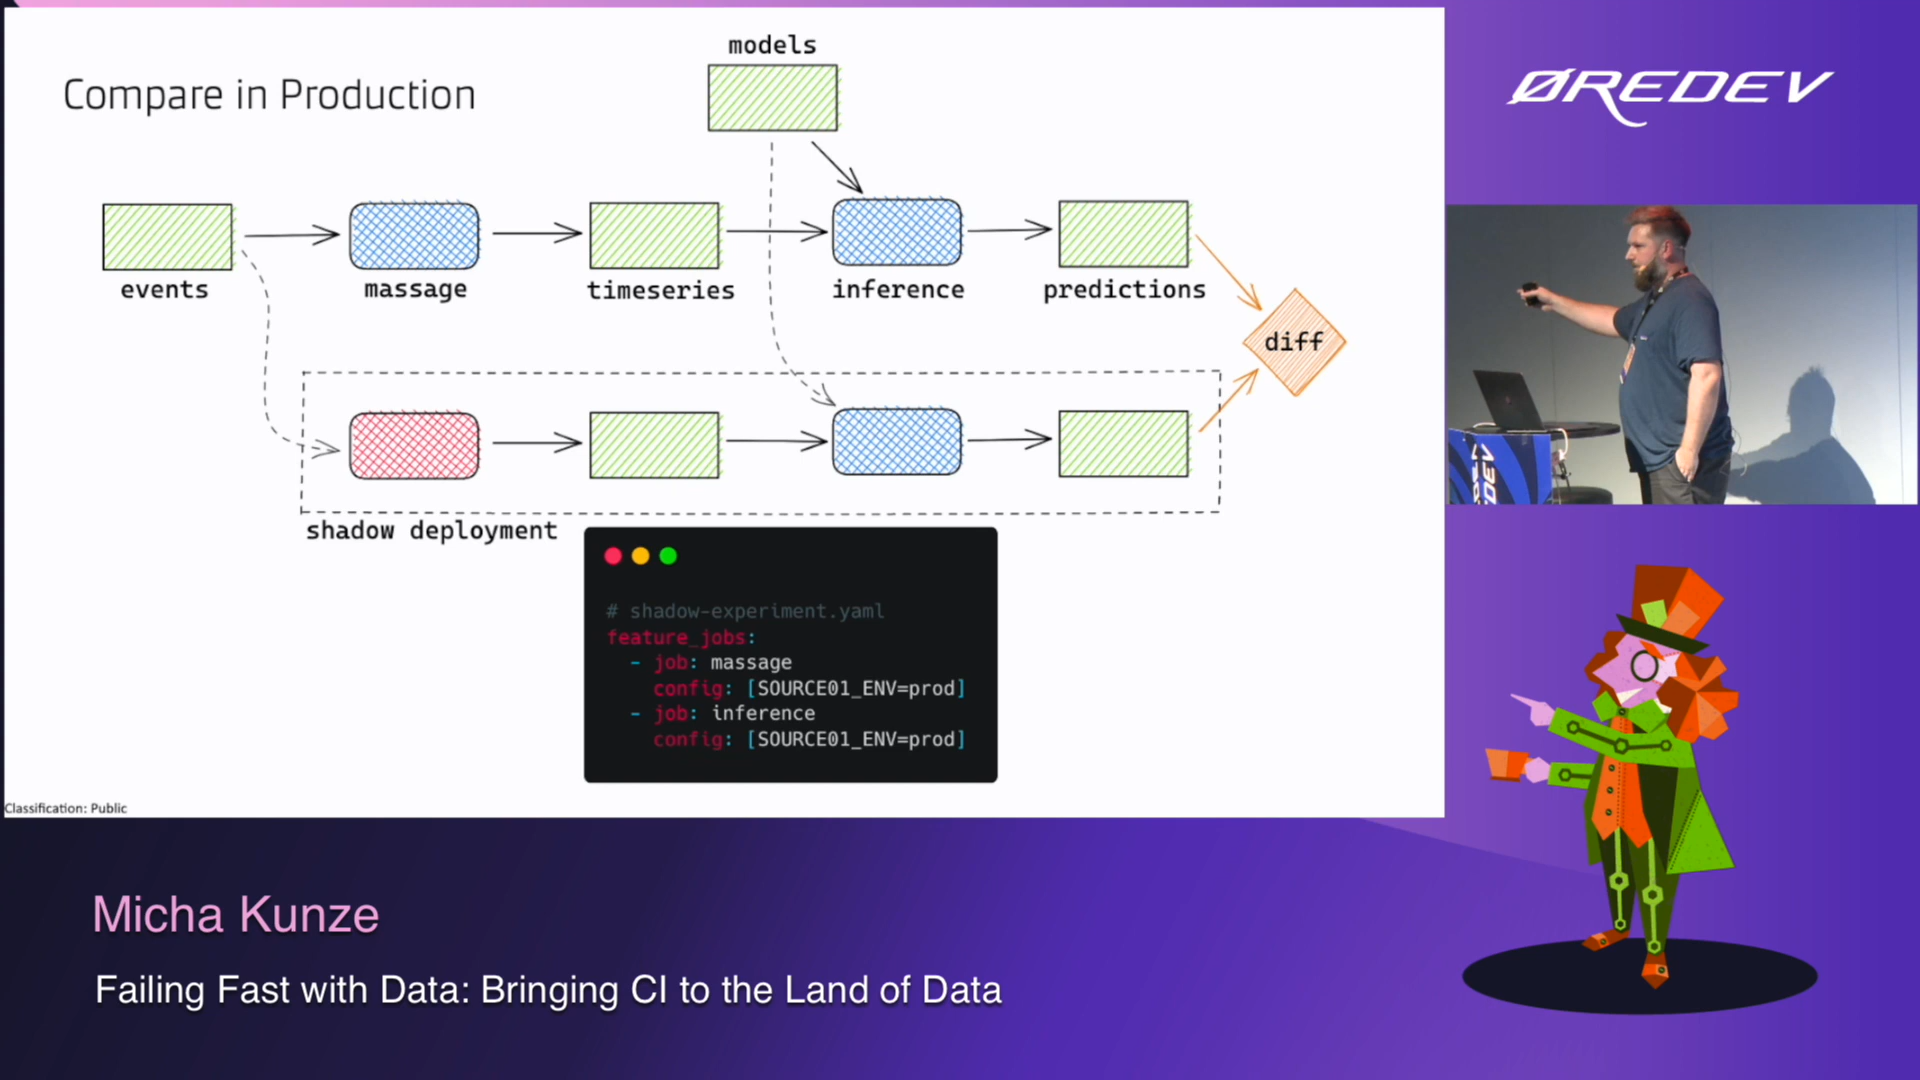 models
Compare in Production
events
massage
timeseries
inference
predictions
diff
shadow deployment
# shadow-experiment.yaml
feature_jobs:
- job: massage
config: [SOURCE01_ENV=prod]
- job: inference
config: [SOURCE01_ENV=prod]
Classification: Public
ØREDEV
Micha Kunze
Failing Fast with Data: Bringing CI to the Land of Data